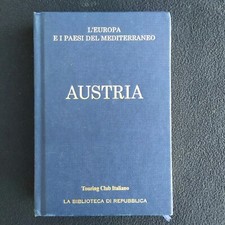 L'EUROPA
E I PAESI DEL MEDITERRANEO
AUSTRIA
Touring Club Italiano
LA BIBLIOTECA DI REPUBBLICA